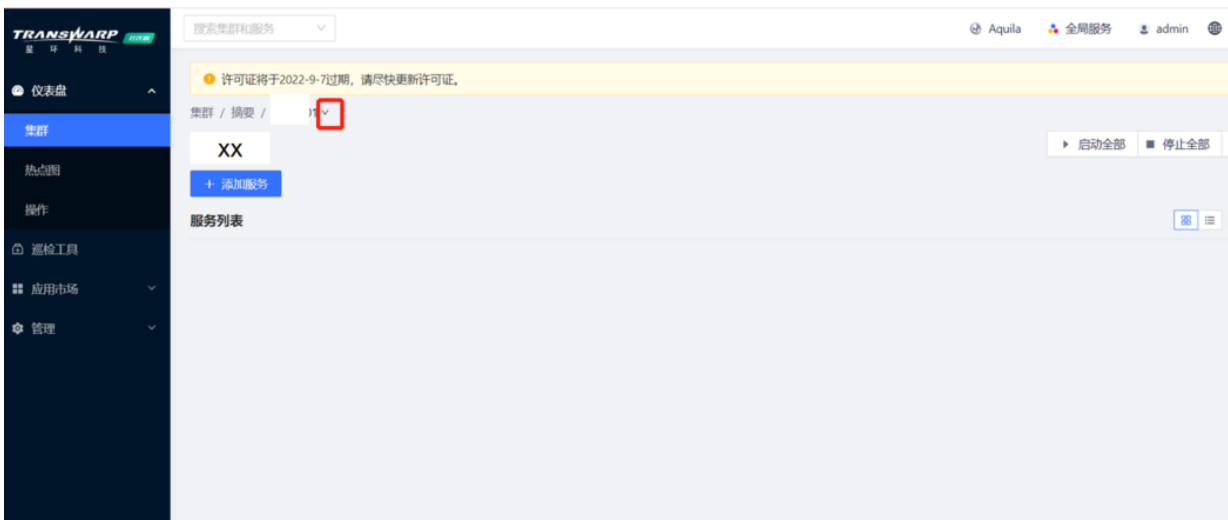 TRANSWARP 社区版
星 环 科 技
搜索集群和服务
Aquila
全局服务
admin
仪表盘
集群
热点图
操作
巡检工具
应用市场
管理
许可证将于2022-9-7过期，请尽快更新许可证。
集群 / 摘要 /
XX
启动全部
停止全部
+ 添加服务
服务列表